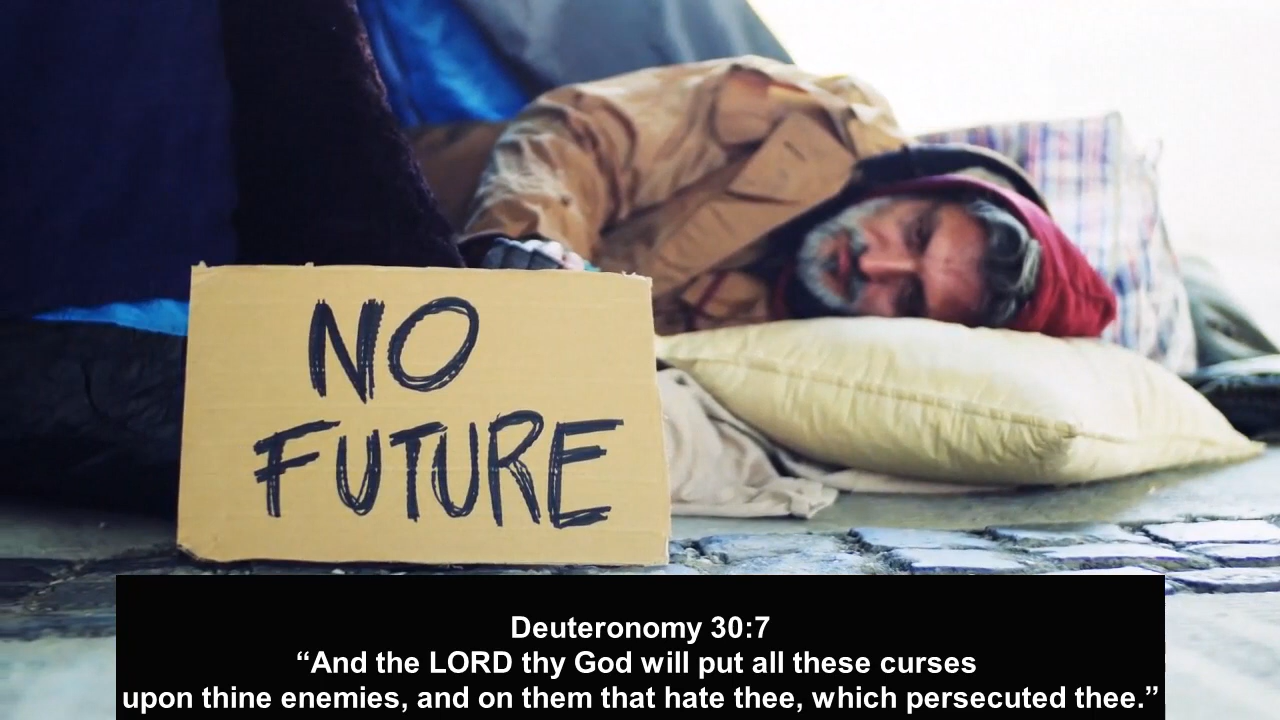 NO
FUTURE
Deuteronomy 30:7
“And the LORD thy God will put all these curses
upon thine enemies, and on them that hate thee, which persecuted thee.”